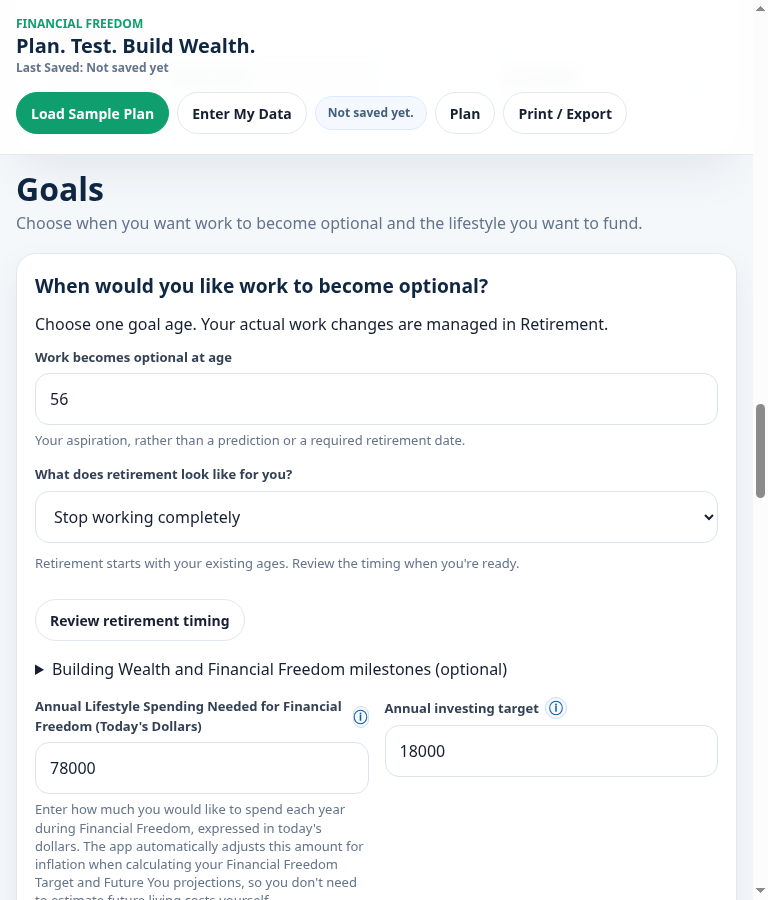 FINANCIAL FREEDOM
Plan. Test. Build Wealth.
Last Saved: Not saved yet
Load Sample Plan
Enter My Data
Not saved yet.
Plan
Print / Export
Goals
Choose when you want work to become optional and the lifestyle you want to fund.
When would you like work to become optional?
Choose one goal age. Your actual work changes are managed in Retirement.
Work becomes optional at age
56
Your aspiration, rather than a prediction or a required retirement date.
What does retirement look like for you?
Stop working completely
Retirement starts with your existing ages. Review the timing when you're ready.
Review retirement timing
Building Wealth and Financial Freedom milestones (optional)
Annual Lifestyle Spending Needed for Financial
Freedom (Today's Dollars)
78000
Enter how much you would like to spend each year
during Financial Freedom, expressed in today's
dollars. The app automatically adjusts this amount for
inflation when calculating your Financial Freedom
Target and Future You projections, so you don't need
to estimate future living costs yourself.
Annual investing target
18000